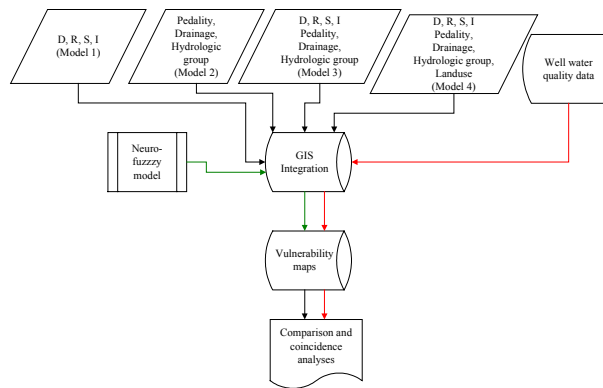 D, R, S, I
(Model 1)
Pedality,
Drainage,
Hydrologic
group
(Model 2)
D, R, S, I
Pedality,
Drainage,
Hydrologic group
(Model 3)
D, R, S, I
Pedality,
Drainage,
Hydrologic group,
Landuse
(Model 4)
Well water
quality data
Neuro-
fuzzzy
model
GIS
Integration
Vulnerability
maps
Comparison and
coincidence
analyses